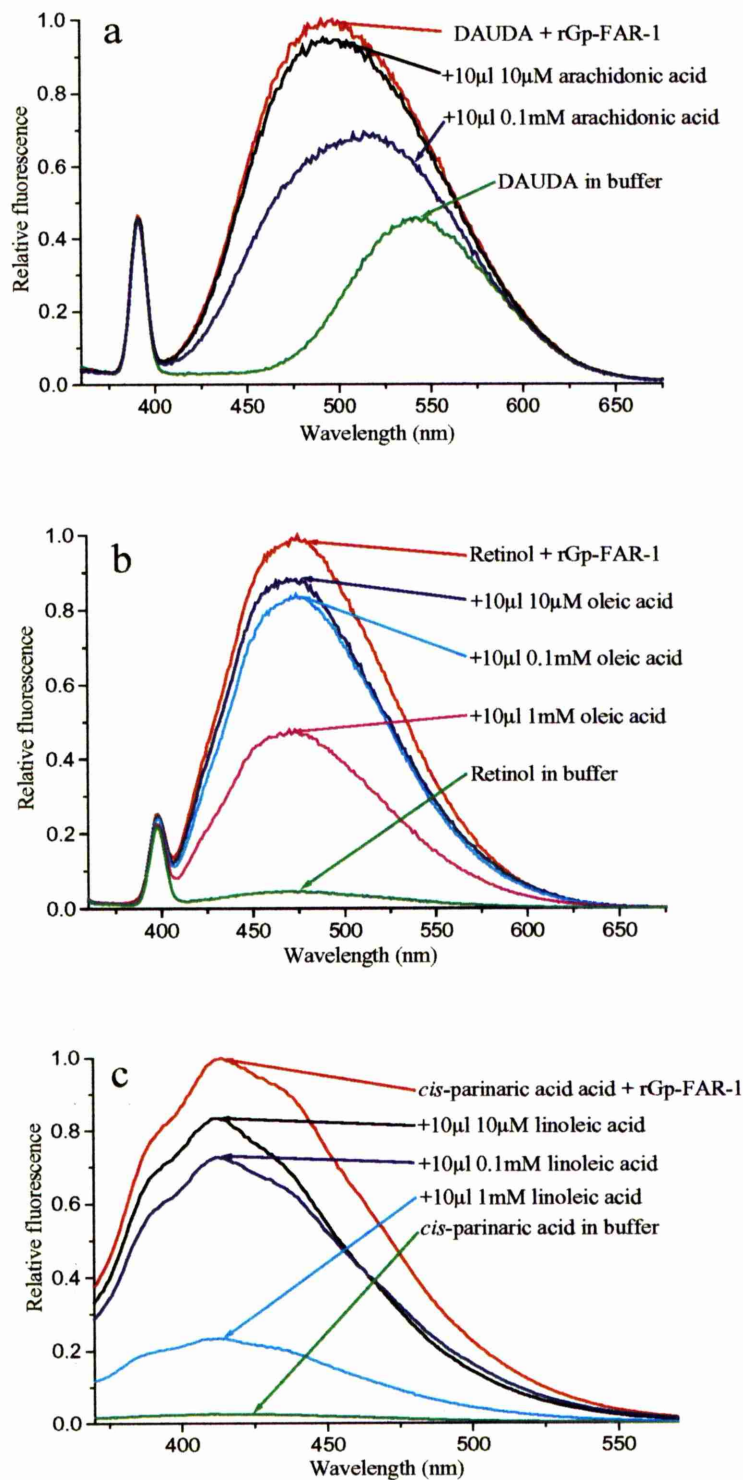 a
1.0
0.8
0.6
0.4
0.2
0.0
Relative fluorescence
DAUDA + rGp-FAR-1
+10µl 10µM arachidonic acid
+10µl 0.1mM arachidonic acid
DAUDA in buffer
400 450 500 550 600 650
Wavelength (nm)
b
1.0
0.8
0.6
0.4
0.2
0.0
Relative fluorescence
Retinol + rGp-FAR-1
+10µl 10µM oleic acid
+10µl 0.1mM oleic acid
+10µl 1mM oleic acid
Retinol in buffer
400 450 500 550 600 650
Wavelength (nm)
c
1.0
0.8
0.6
0.4
0.2
0.0
Relative fluorescence
cis-parinaric acid acid + rGp-FAR-1
+10µl 10µM linoleic acid
+10µl 0.1mM linoleic acid
+10µl 1mM linoleic acid
cis-parinaric acid in buffer
400 450 500 550
Wavelength (nm)